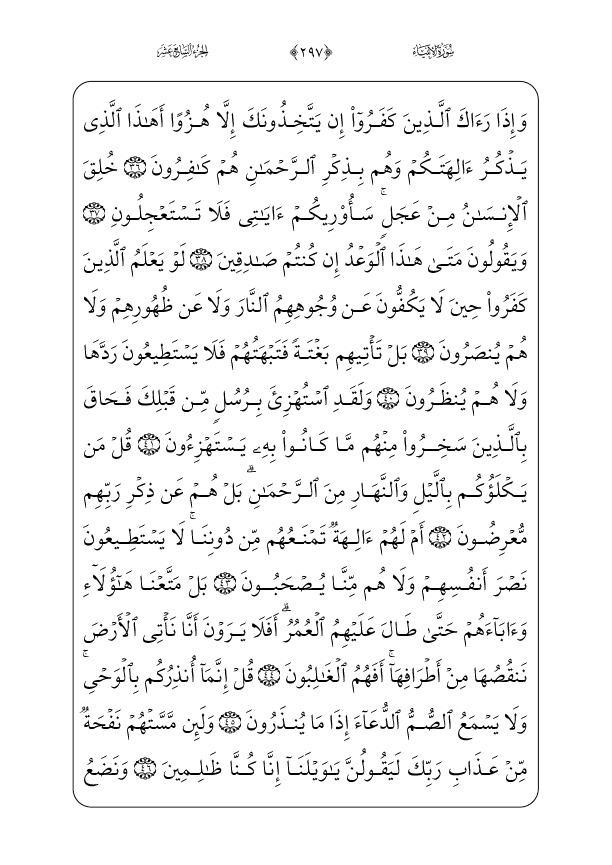 سُورَةُ الأَنبِيَاءِ ﴿٢٩٧﴾ الجُزءُ السَّابِع عَشَر
وَإِذَا رَءَاكَ ٱلَّذِينَ كَفَرُوٓا۟ إِن يَتَّخِذُونَكَ إِلَّا هُزُوًا أَهَـٰذَا ٱلَّذِى
يَذْكُرُ ءَالِهَتَكُمْ وَهُم بِذِكْرِ ٱلرَّحْمَـٰنِ هُمْ كَـٰفِرُونَ ۝٣٦ خُلِقَ
ٱلْإِنسَـٰنُ مِنْ عَجَلٍ ۚ سَأُو۟رِيكُمْ ءَايَـٰتِى فَلَا تَسْتَعْجِلُونِ ۝٣٧
وَيَقُولُونَ مَتَىٰ هَـٰذَا ٱلْوَعْدُ إِن كُنتُمْ صَـٰدِقِينَ ۝٣٨ لَوْ يَعْلَمُ ٱلَّذِينَ
كَفَرُوا۟ حِينَ لَا يَكُفُّونَ عَن وُجُوهِهِمُ ٱلنَّارَ وَلَا عَن ظُهُورِهِمْ وَلَا
هُمْ يُنصَرُونَ ۝٣٩ بَلْ تَأْتِيهِم بَغْتَةً فَتَبْهَتُهُمْ فَلَا يَسْتَطِيعُونَ رَدَّهَا
وَلَا هُمْ يُنظَرُونَ ۝٤٠ وَلَقَدِ ٱسْتُهْزِئَ بِرُسُلٍ مِّن قَبْلِكَ فَحَاقَ
بِٱلَّذِينَ سَخِرُوا۟ مِنْهُم مَّا كَانُوا۟ بِهِۦ يَسْتَهْزِءُونَ ۝٤١ قُلْ مَن
يَكْلَؤُكُم بِٱلَّيْلِ وَٱلنَّهَارِ مِنَ ٱلرَّحْمَـٰنِ ۗ بَلْ هُمْ عَن ذِكْرِ رَبِّهِم
مُّعْرِضُونَ ۝٤٢ أَمْ لَهُمْ ءَالِهَةٌ تَمْنَعُهُم مِّن دُونِنَا ۚ لَا يَسْتَطِيعُونَ
نَصْرَ أَنفُسِهِمْ وَلَا هُم مِّنَّا يُصْحَبُونَ ۝٤٣ بَلْ مَتَّعْنَا هَـٰٓؤُلَآءِ
وَءَابَآءَهُمْ حَتَّىٰ طَالَ عَلَيْهِمُ ٱلْعُمُرُ ۗ أَفَلَا يَرَوْنَ أَنَّا نَأْتِى ٱلْأَرْضَ
نَنقُصُهَا مِنْ أَطْرَافِهَآ ۚ أَفَهُمُ ٱلْغَـٰلِبُونَ ۝٤٤ قُلْ إِنَّمَآ أُنذِرُكُم بِٱلْوَحْىِ ۚ
وَلَا يَسْمَعُ ٱلصُّمُّ ٱلدُّعَآءَ إِذَا مَا يُنذَرُونَ ۝٤٥ وَلَئِن مَّسَّتْهُمْ نَفْحَةٌ
مِّنْ عَذَابِ رَبِّكَ لَيَقُولُنَّ يَـٰوَيْلَنَآ إِنَّا كُنَّا ظَـٰلِمِينَ ۝٤٦ وَنَضَعُ